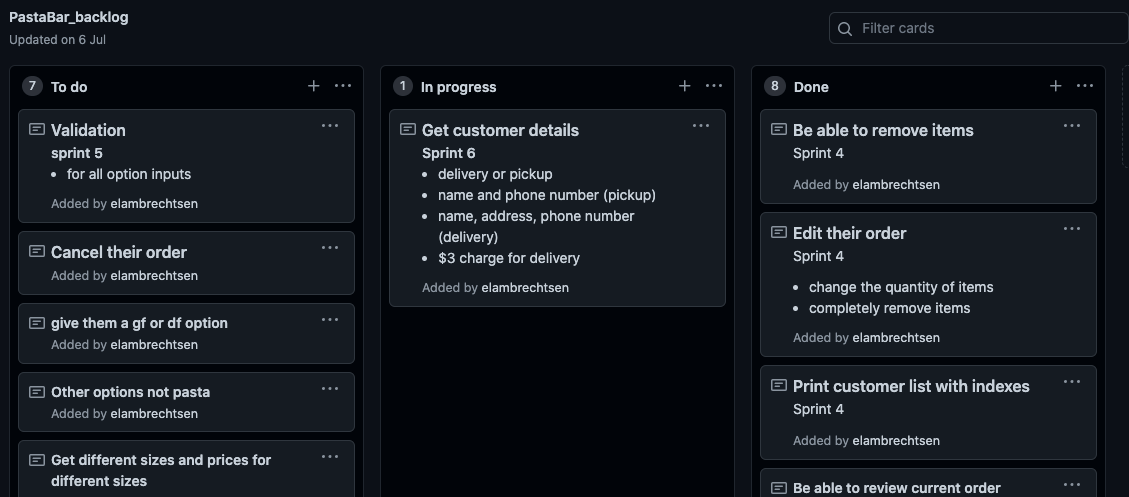 PastaBar_backlog
Updated on 6 Jul
Filter cards
7 To do
Validation
sprint 5
for all option inputs
Added by elambrechtsen
Cancel their order
Added by elambrechtsen
give them a gf or df option
Added by elambrechtsen
Other options not pasta
Added by elambrechtsen
Get different sizes and prices for
different sizes
1 In progress
Get customer details
Sprint 6
delivery or pickup
name and phone number (pickup)
name, address, phone number
(delivery)
$3 charge for delivery
Added by elambrechtsen
8 Done
Be able to remove items
Sprint 4
Added by elambrechtsen
Edit their order
Sprint 4
change the quantity of items
completely remove items
Added by elambrechtsen
Print customer list with indexes
Sprint 4
Added by elambrechtsen
Be able to review current order